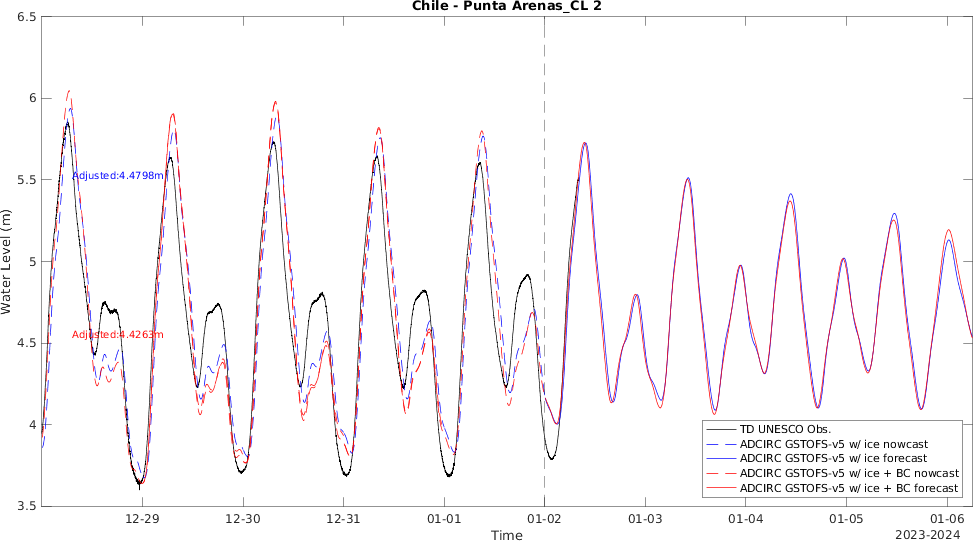 Chile - Punta Arenas_CL 2
6.5
6
5.5
5
4.5
4
3.5
Water Level (m)
Adjusted:4.4798m
Adjusted:4.4263m
TD UNESCO Obs.
ADCIRC GSTOFS-v5 w/ ice nowcast
ADCIRC GSTOFS-v5 w/ ice forecast
ADCIRC GSTOFS-v5 w/ ice + BC nowcast
ADCIRC GSTOFS-v5 w/ ice + BC forecast
12-29 12-30 12-31 01-01 01-02 01-03 01-04 01-05 01-06
Time
2023-2024